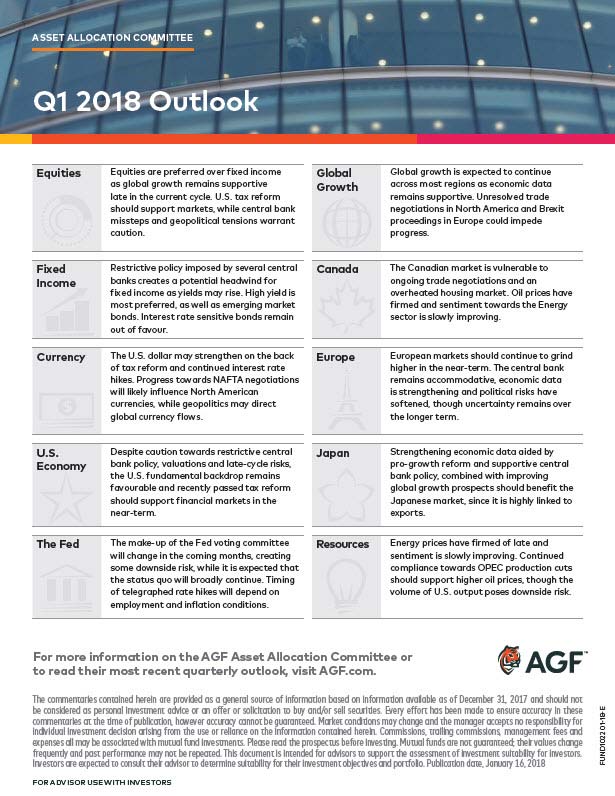 ASSET ALLOCATION COMMITTEE
Q1 2018 Outlook
Equities
Equities are preferred over fixed income
as global growth remains supportive
late in the current cycle. U.S. tax reform
should support markets, while central bank
missteps and geopolitical tensions warrant
caution.
Fixed
Income
Restrictive policy imposed by several central
banks creates a potential headwind for
fixed income as yields may rise. High yield is
most preferred, as well as emerging market
bonds. Interest rate sensitive bonds remain
out of favour.
Currency
The U.S. dollar may strengthen on the back
of tax reform and continued interest rate
hikes. Progress towards NAFTA negotiations
will likely influence North American
currencies, while geopolitics may direct
global currency flows.
U.S.
Economy
Despite caution towards restrictive central
bank policy, valuations and late-cycle risks,
the U.S. fundamental backdrop remains
favourable and recently passed tax reform
should support financial markets in the
near-term.
The Fed
The make-up of the Fed voting committee
will change in the coming months, creating
some downside risk, while it is expected that
the status quo will broadly continue. Timing
of telegraphed rate hikes will depend on
employment and inflation conditions.
Global
Growth
Global growth is expected to continue
across most regions as economic data
remains supportive. Unresolved trade
negotiations in North America and Brexit
proceedings in Europe could impede
progress.
Canada
The Canadian market is vulnerable to
ongoing trade negotiations and an
overheated housing market. Oil prices have
firmed and sentiment towards the Energy
sector is slowly improving.
Europe
European markets should continue to grind
higher in the near-term. The central bank
remains accommodative, economic data
is strengthening and political risks have
softened, though uncertainty remains over
the longer term.
Japan
Strengthening economic data aided by
pro-growth reform and supportive central
bank policy, combined with improving
global growth prospects should benefit the
Japanese market, since it is highly linked to
exports.
Resources
Energy prices have firmed of late and
sentiment is slowly improving. Continued
compliance towards OPEC production cuts
should support higher oil prices, though the
volume of U.S. output poses downside risk.
For more information on the AGF Asset Allocation Committee or
to read their most recent quarterly outlook, visit AGF.com.
AGF™
The commentaries contained herein are provided as a general source of information based on information available as of December 31, 2017 and should not
be considered as personal investment advice or an offer or solicitation to buy and/or sell securities. Every effort has been made to ensure accuracy in these
commentaries at the time of publication, however accuracy cannot be guaranteed. Market conditions may change and the manager accepts no responsibility for
individual investment decision arising from the use or reliance on the information contained herein. Commissions, trailing commissions, management fees and
expenses all may be associated with mutual fund investments. Please read the prospectus before investing. Mutual funds are not guaranteed; their values change
frequently and past performance may not be repeated. This document is intended for advisors to support the assessment of investment suitability for investors.
Investors are expected to consult their advisor to determine suitability for their investment objectives and portfolio. Publication date, January 16, 2018
FOR ADVISOR USE WITH INVESTORS